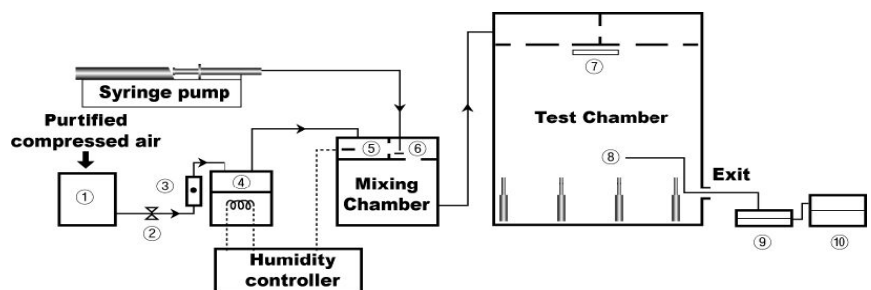 Syringe pump
Purtified
compressed air
①
②
③
④
⑤
⑥
Mixing
Chamber
Humidity
controller
⑦
Test Chamber
⑧
Exit
⑨
⑩